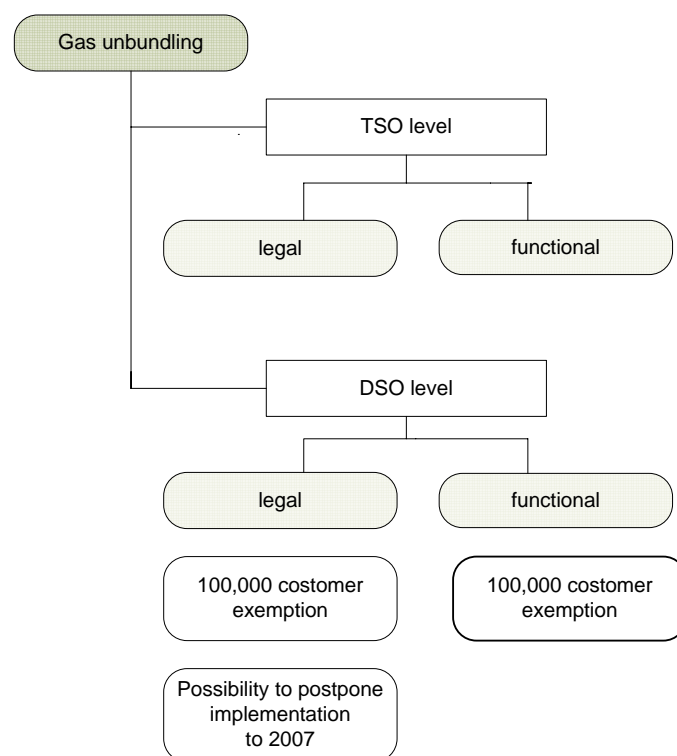 Gas unbundling
TSO level
legal
functional
DSO level
legal
functional
100,000 costomer
exemption
100,000 costomer
exemption
Possibility to postpone
implementation
to 2007